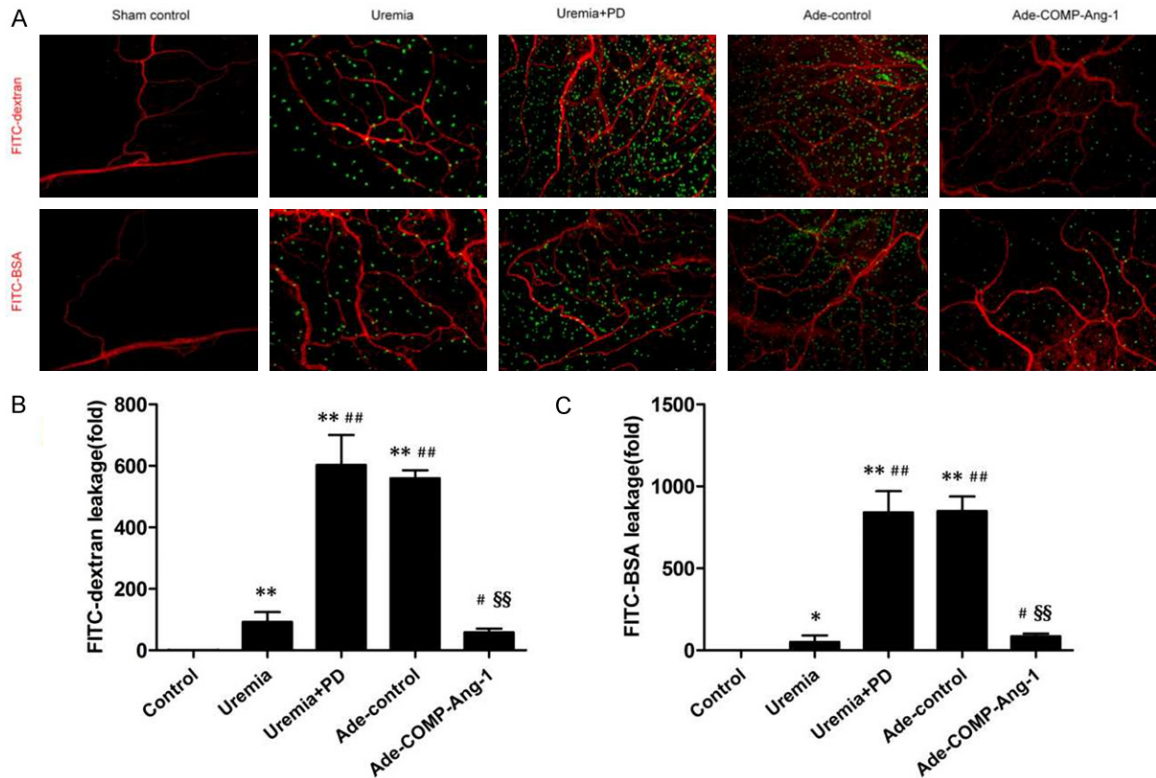 A
Sham control
Uremia
Uremia+PD
Ade-control
Ade-COMP-Ang-1
FITC-dextran
FITC-BSA
B
FITC-dextran leakage(fold)
800
600
400
200
0
**
** ##
** ##
# §§
Control
Uremia
Uremia+PD
Ade-control
Ade-COMP-Ang-1
C
FITC-BSA leakage(fold)
1500
1000
500
0
*
** ##
** ##
# §§
Control
Uremia
Uremia+PD
Ade-control
Ade-COMP-Ang-1